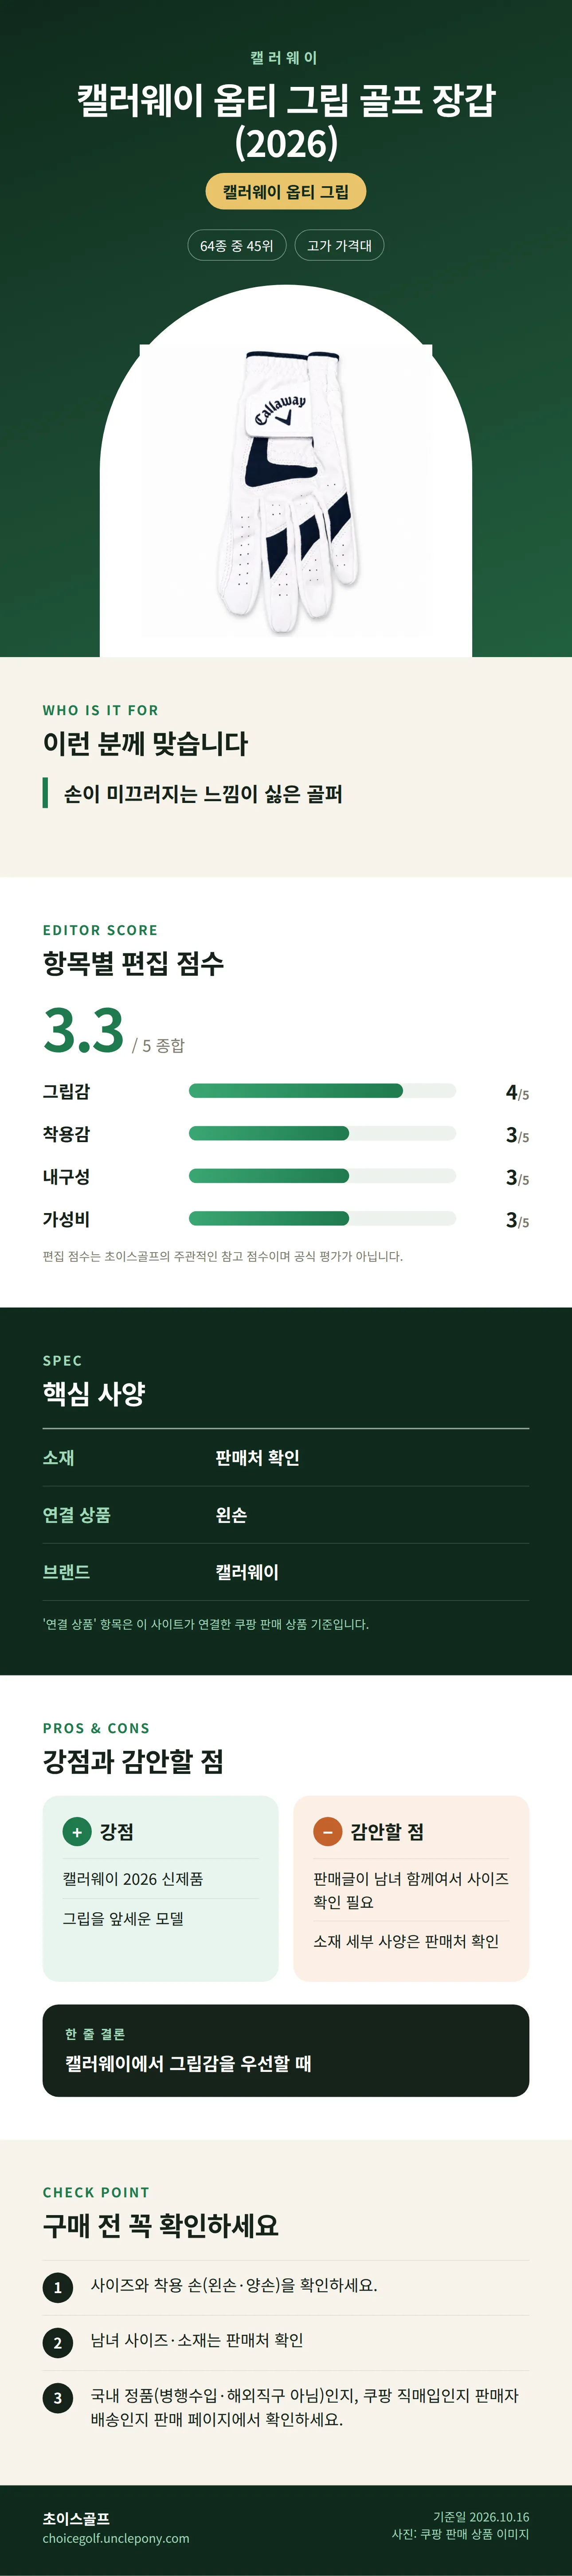 캘러웨이
캘러웨이 옵티 그립 골프 장갑
(2026)
캘러웨이 옵티 그립
64종 중 45위
고가 가격대
Callaway
WHO IS IT FOR
이런 분께 맞습니다
손이 미끄러지는 느낌이 싫은 골퍼
EDITOR SCORE
항목별 편집 점수
3.3 / 5 종합
그립감 4/5
착용감 3/5
내구성 3/5
가성비 3/5
편집 점수는 초이스골프의 주관적인 참고 점수이며 공식 평가가 아닙니다.
SPEC
핵심 사양
소재 판매처 확인
연결 상품 왼손
브랜드 캘러웨이
'연결 상품' 항목은 이 사이트가 연결한 쿠팡 판매 상품 기준입니다.
PROS & CONS
강점과 감안할 점
+ 강점
캘러웨이 2026 신제품
그립을 앞세운 모델
− 감안할 점
판매글이 남녀 함께여서 사이즈
확인 필요
소재 세부 사양은 판매처 확인
한 줄 결론
캘러웨이에서 그립감을 우선할 때
CHECK POINT
구매 전 꼭 확인하세요
1 사이즈와 착용 손(왼손·양손)을 확인하세요.
2 남녀 사이즈·소재는 판매처 확인
3 국내 정품(병행수입·해외직구 아님)인지, 쿠팡 직매입인지 판매자
배송인지 판매 페이지에서 확인하세요.
초이스골프
choicegolf.unclepony.com
기준일 2026.10.16
사진: 쿠팡 판매 상품 이미지